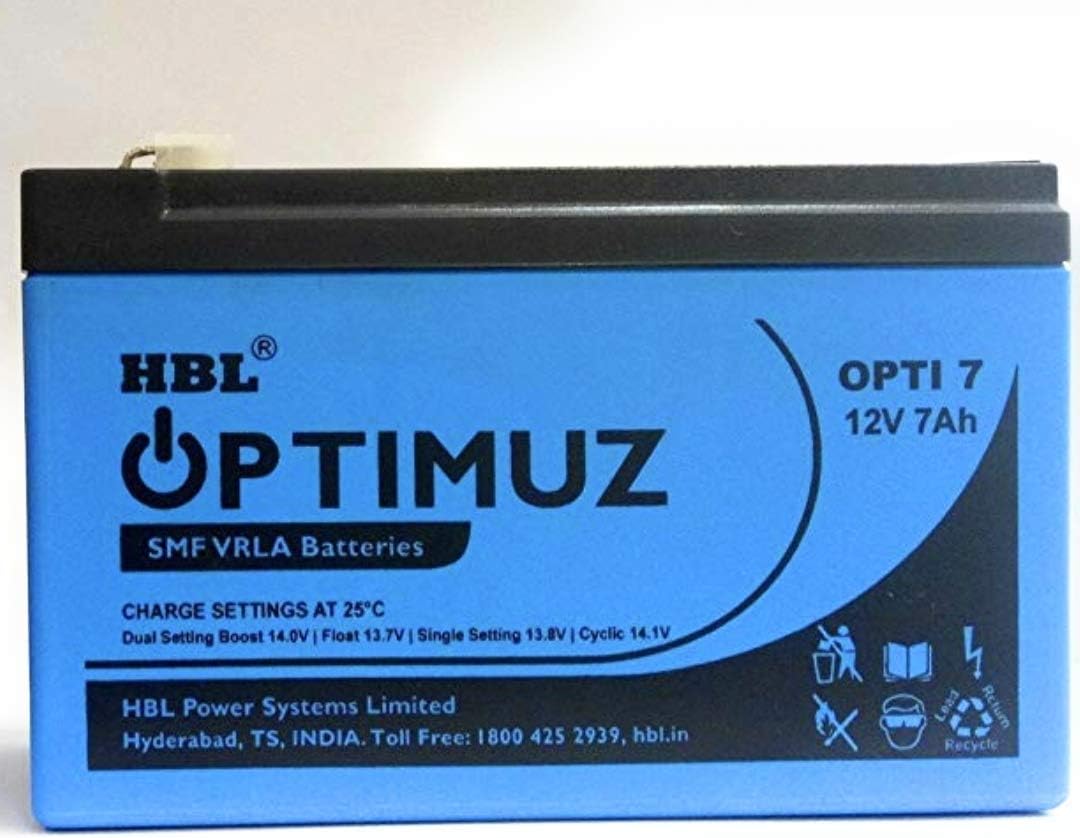 HBL®
OPTIMUZ
SMF VRLA Batteries
OPTI 7
12V 7Ah
CHARGE SETTINGS AT 25°C
Dual Setting Boost 14.0V | Float 13.7V | Single Setting 13.8V | Cyclic 14.1V
HBL Power Systems Limited
Hyderabad, TS, INDIA. Toll Free: 1800 425 2939, hbl.in
Lead Return
Recycle